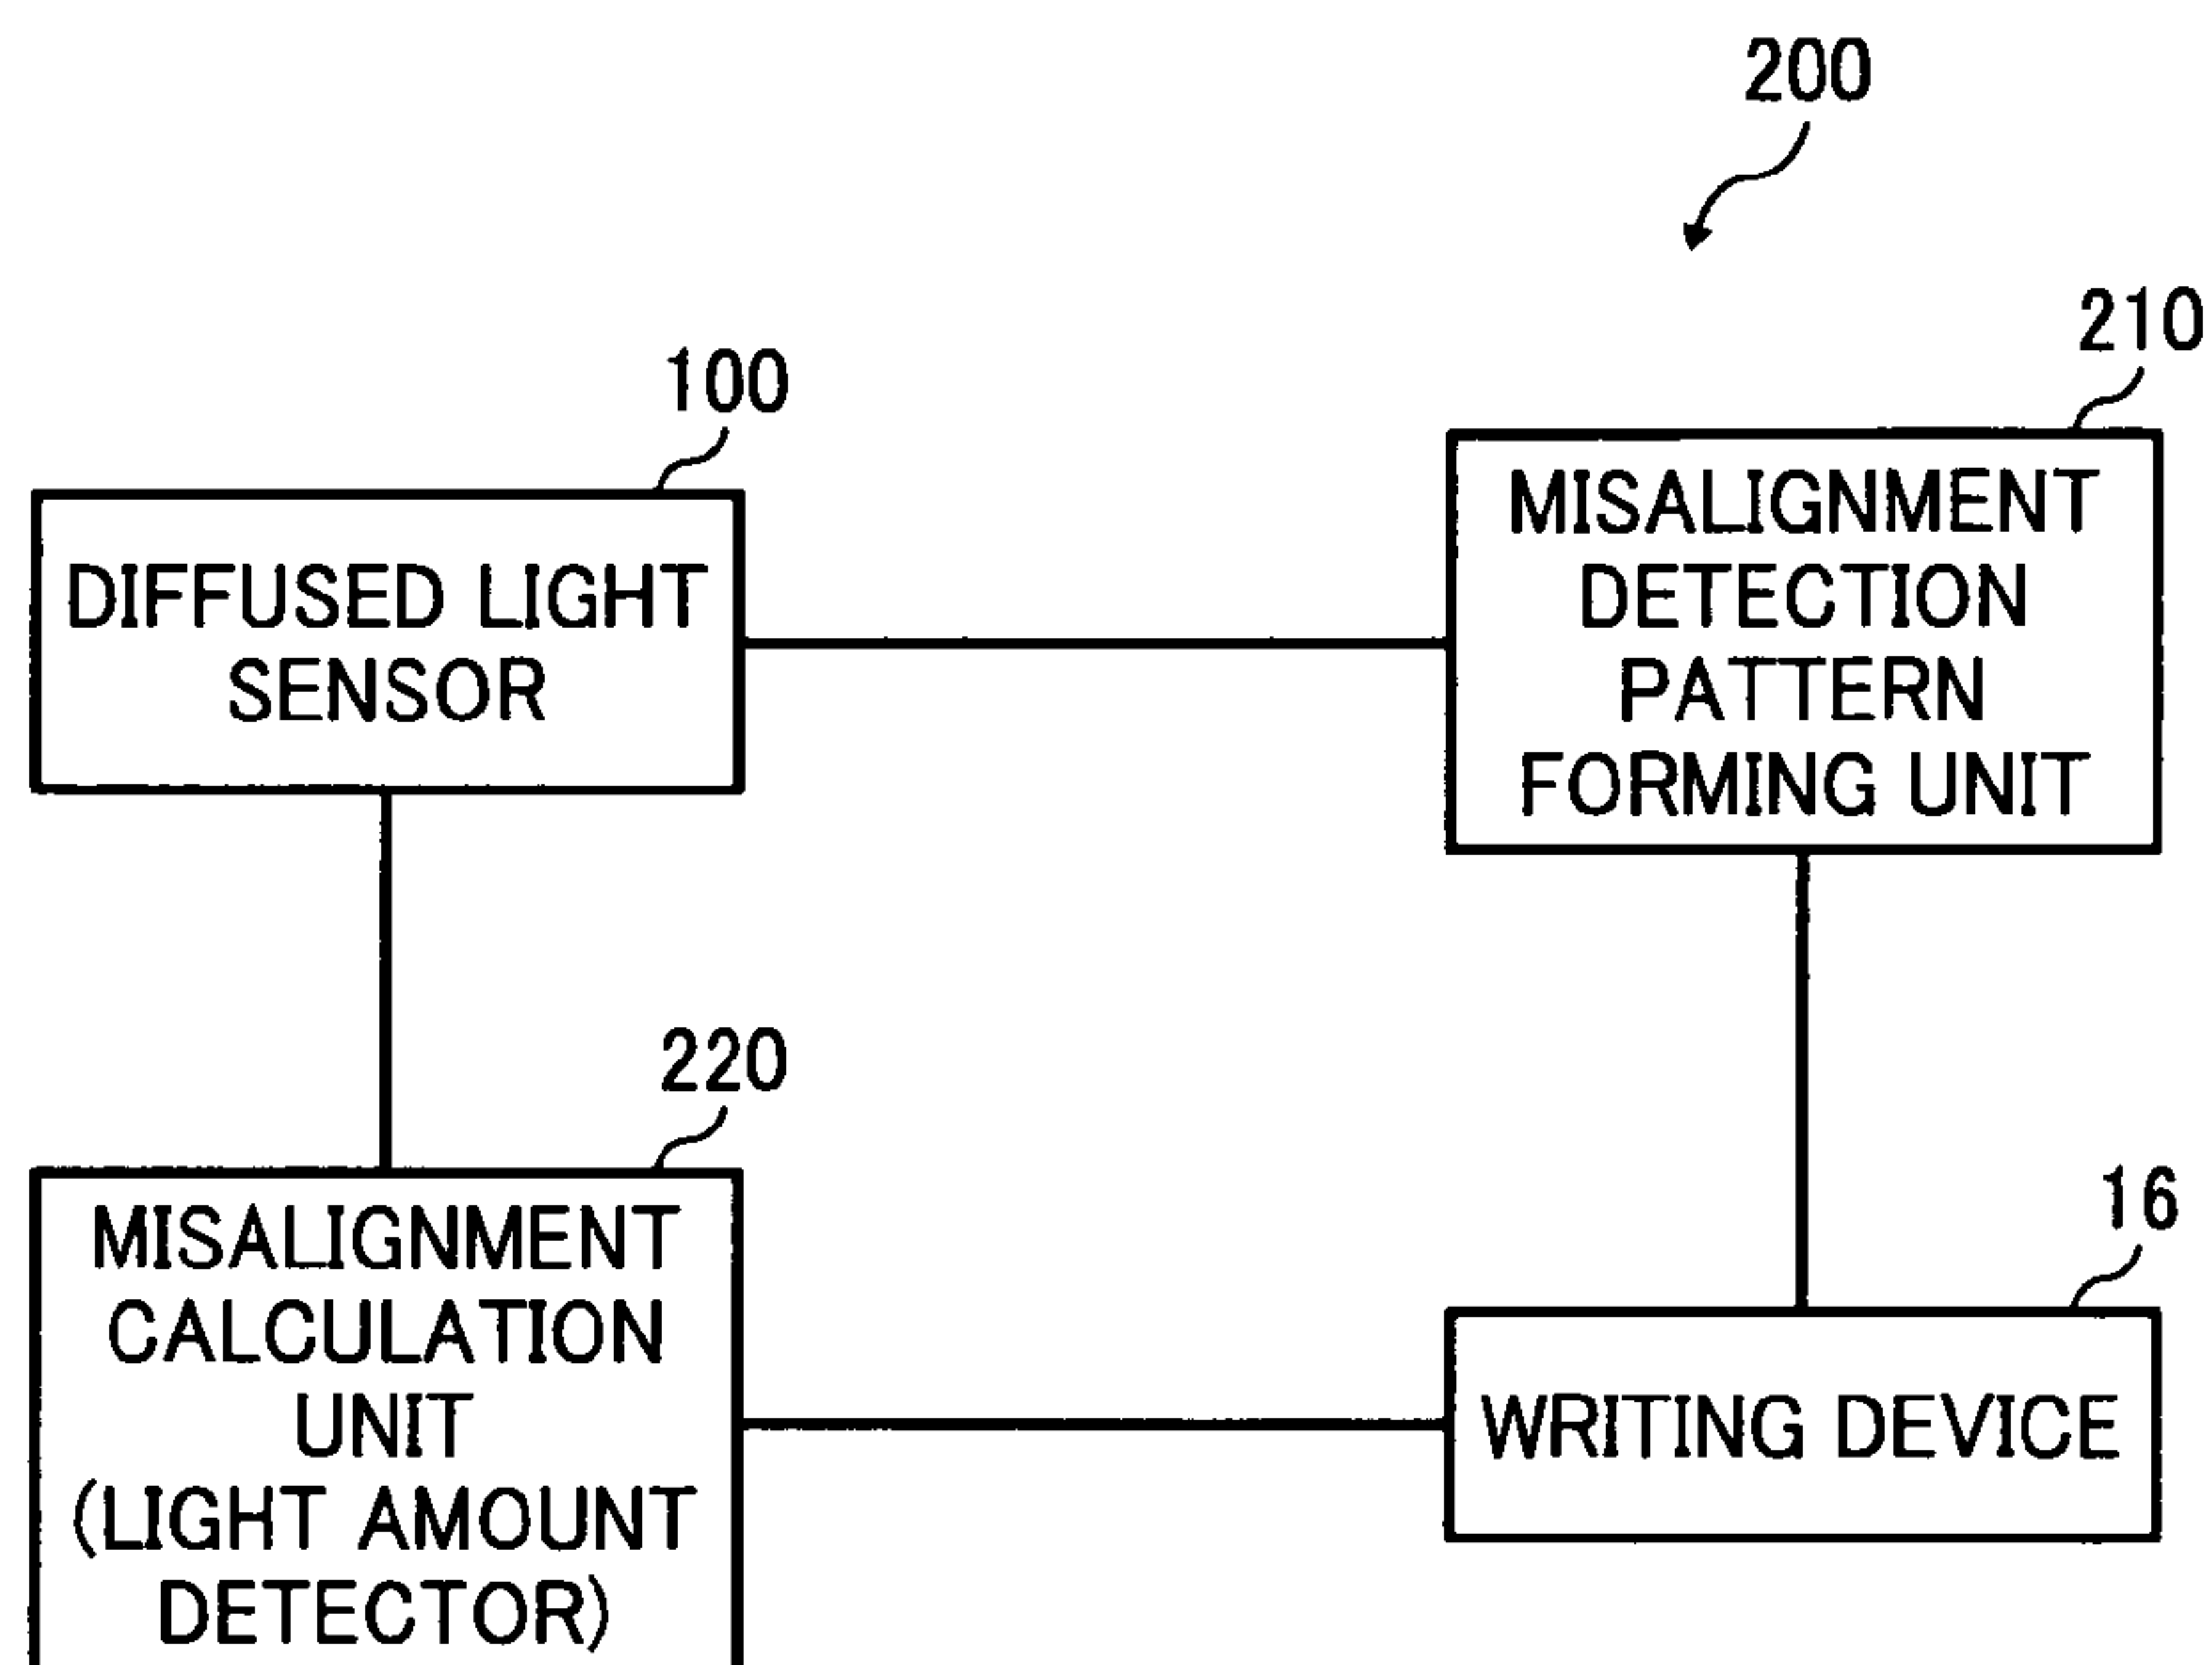 200
210
100
MISALIGNMENT
DETECTION
PATTERN
FORMING UNIT
DIFFUSED LIGHT
SENSOR
220
16
MISALIGNMENT
CALCULATION
UNIT
(LIGHT AMOUNT
DETECTOR)
WRITING DEVICE